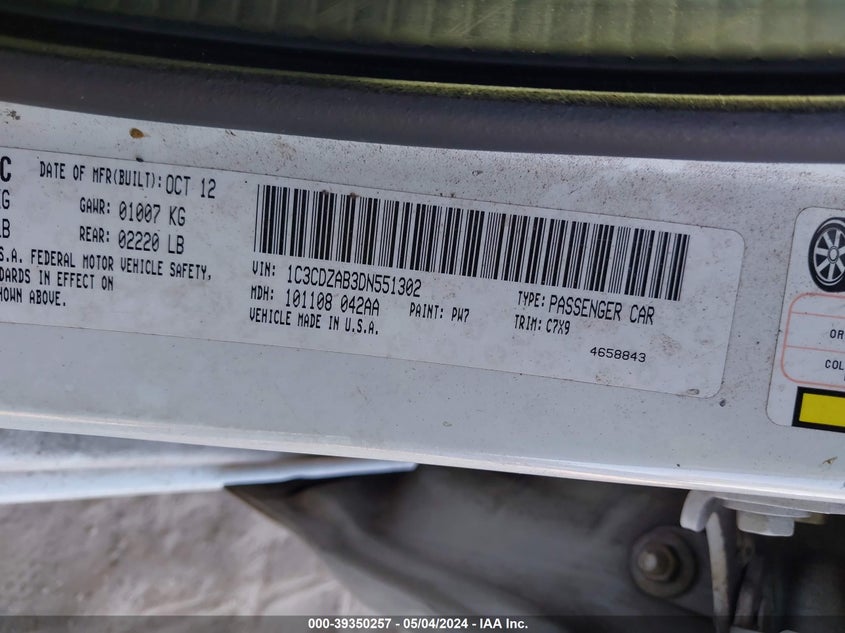 C DATE OF MFR(BUILT): OCT 12
G GAWR: 01007 KG
LB REAR: 02220 LB
S.A. FEDERAL MOTOR VEHICLE SAFETY,
DARDS IN EFFECT ON
HOWN ABOVE.
VIN: 1C3CDZAB3DN551302 TYPE: PASSENGER CAR
MDH: 101108 042AA PAINT: PW7 TRIM: C7X9
VEHICLE MADE IN U.S.A.
4658843
OR
COL
000-39350257 - 05/04/2024 - IAA Inc.